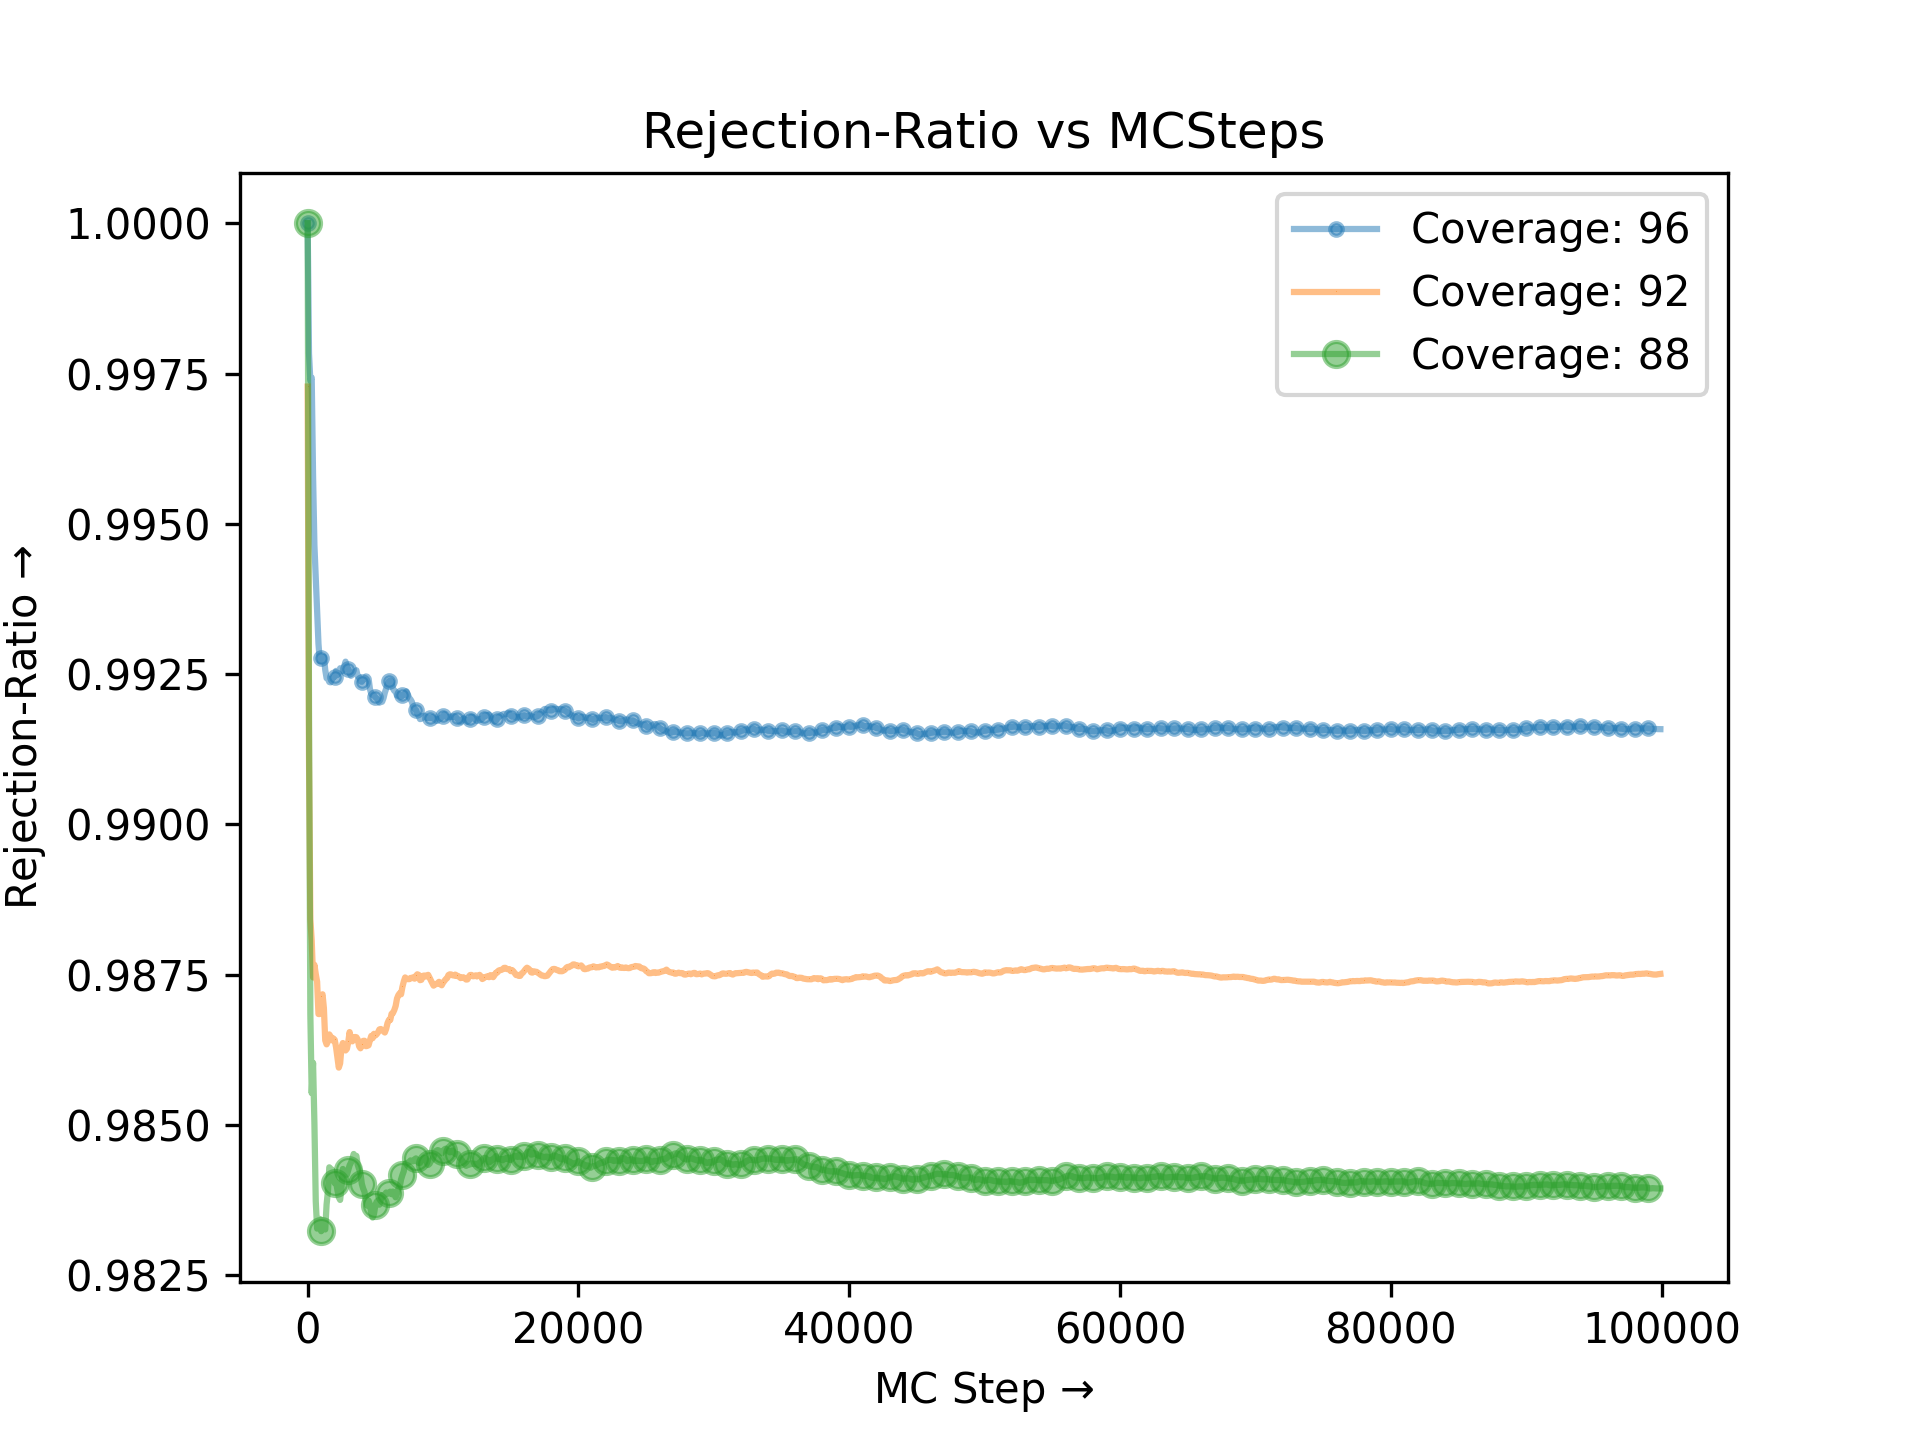 Rejection-Ratio vs MCSteps
Coverage: 96
Coverage: 92
Coverage: 88
Rejection-Ratio →
1.0000
0.9975
0.9950
0.9925
0.9900
0.9875
0.9850
0.9825
0 20000 40000 60000 80000 100000
MC Step →